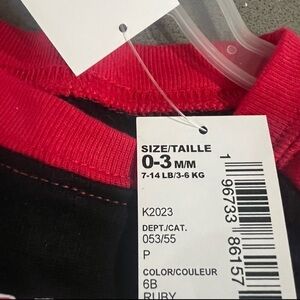 SIZE/TAILLE
0-3 M/M
7-14 LB/3-6 KG
K2023
DEPT./CAT.
053/55
P
COLOR/COULEUR
6B
RUBY
1 96733 86157